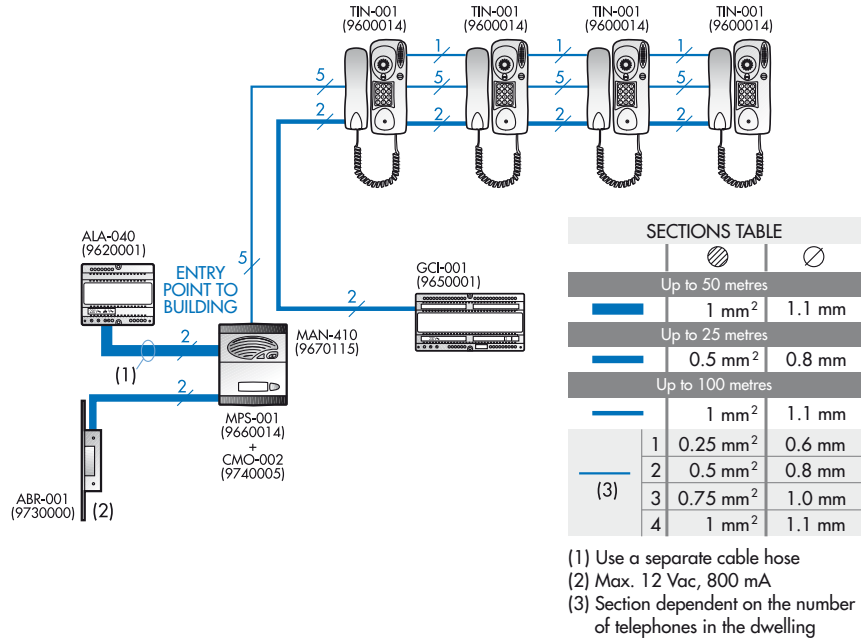 TIN-001
(9600014)
TIN-001
(9600014)
TIN-001
(9600014)
TIN-001
(9600014)
1
1
1
5
5
5
5
2
2
2
2
ALA-040
(9620001)
ENTRY
POINT TO
BUILDING
5
GCI-001
(9650001)
2
2
(1)
MAN-410
(9670115)
2
MPS-001
(9660014)
+
CMO-002
(9740005)
ABR-001
(9730000)
(2)
SECTIONS TABLE
Up to 50 metres
1 mm² 1.1 mm
Up to 25 metres
0.5 mm² 0.8 mm
Up to 100 metres
1 mm² 1.1 mm
(3)
1 0.25 mm² 0.6 mm
2 0.5 mm² 0.8 mm
3 0.75 mm² 1.0 mm
4 1 mm² 1.1 mm
(1) Use a separate cable hose
(2) Max. 12 Vac, 800 mA
(3) Section dependent on the number
of telephones in the dwelling